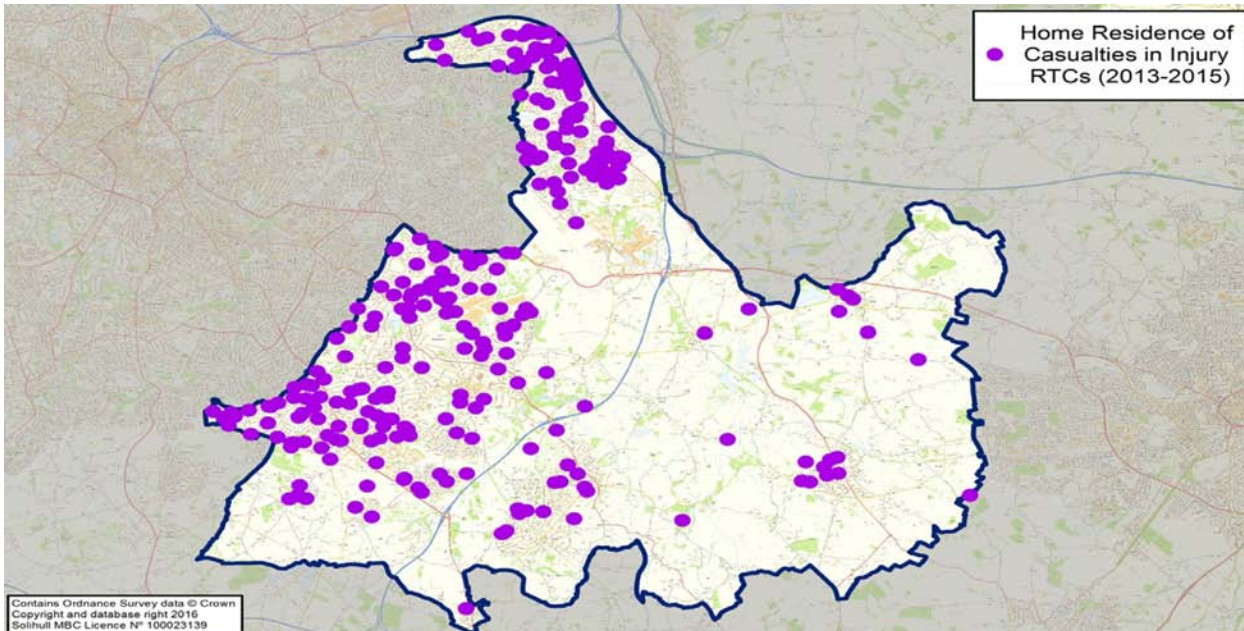 Home Residence of
Casualties in Injury
RTCs (2013-2015)
Contains Ordnance Survey data © Crown
Copyright and database right 2016
Solihull MBC Licence Nº 100023139